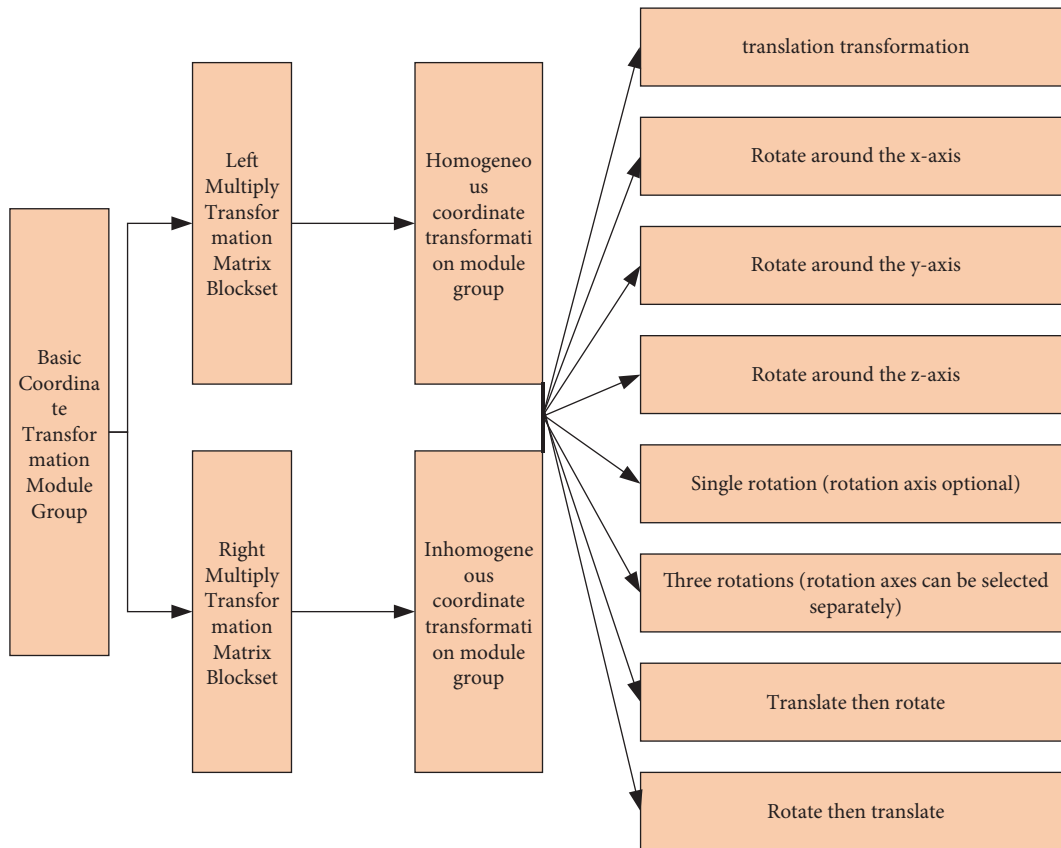 Basic
Coordina
te
Transfor
mation
Module
Group
Left
Multiply
Transfor
mation
Matrix
Blockset
Right
Multiply
Transfor
mation
Matrix
Blockset
Homogeneo
us
coordinate
transformati
on module
group
Inhomogene
ous
coordinate
transformati
on module
group
translation transformation
Rotate around the x-axis
Rotate around the y-axis
Rotate around the z-axis
Single rotation (rotation axis optional)
Three rotations (rotation axes can be selected
separately)
Translate then rotate
Rotate then translate